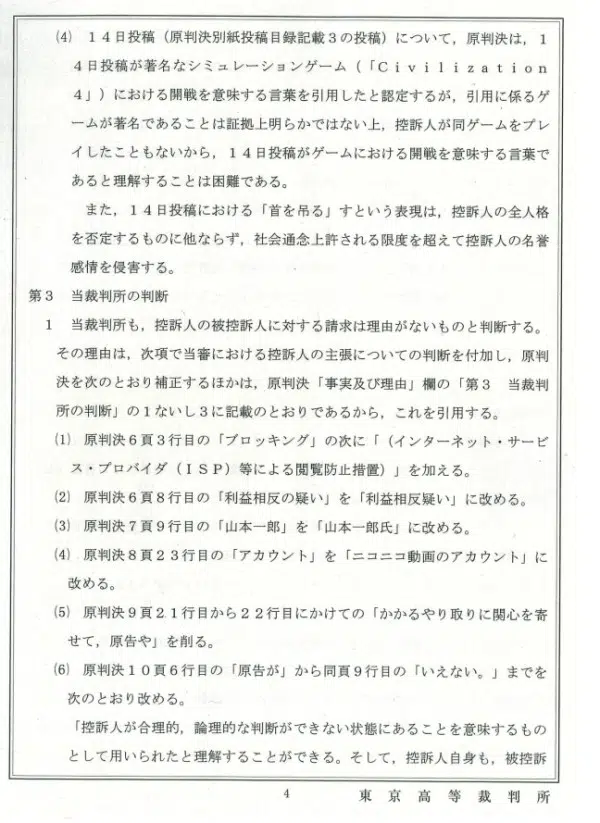 ⑷　１４日投稿（原判決別紙投稿目録記載３の投稿）について，原判決は，１
４日投稿が著名なシミュレーションゲーム（「Ｃｉｖｉｌｉｚａｔｉｏｎ
４」）における開戦を意味する言葉を引用したと認定するが，引用に係るゲ
ームが著名であることは証拠上明らかではない上，控訴人が同ゲームをプレ
イしたこともないから，１４日投稿がゲームにおける開戦を意味する言葉で
あると理解することは困難である。
また，１４日投稿における「首を吊る」すという表現は，控訴人の全人格
を否定するものに他ならず，社会通念上許される限度を超えて控訴人の名誉
感情を侵害する。
第３　当裁判所の判断
１　当裁判所も，控訴人の被控訴人に対する請求は理由がないものと判断する。
その理由は，次項で当審における控訴人の主張についての判断を付加し，原判
決を次のとおり補正するほかは，原判決「事実及び理由」欄の「第３　当裁判
所の判断」の１ないし３に記載のとおりであるから，これを引用する。
⑴　原判決６頁３行目の「ブロッキング」の次に「（インターネット・サービ
ス・プロバイダ（ＩＳＰ）等による閲覧防止措置）」を加える。
⑵　原判決６頁８行目の「利益相反の疑い」を「利益相反疑い」に改める。
⑶　原判決７頁９行目の「山本一郎」を「山本一郎氏」に改める。
⑷　原判決８頁２３行目の「アカウント」を「ニコニコ動画のアカウント」に
改める。
⑸　原判決９頁２１行目から２２行目にかけての「かかるやり取りに関心を寄
せて，原告や」を削る。
⑹　原判決１０頁６行目の「原告が」から同頁９行目の「いえない。」までを
次のとおり改める。
「控訴人が合理的，論理的な判断ができない状態にあることを意味するもの
として用いられたと理解することができる。そして，控訴人自身も，被控訴
4
東京高等裁判所